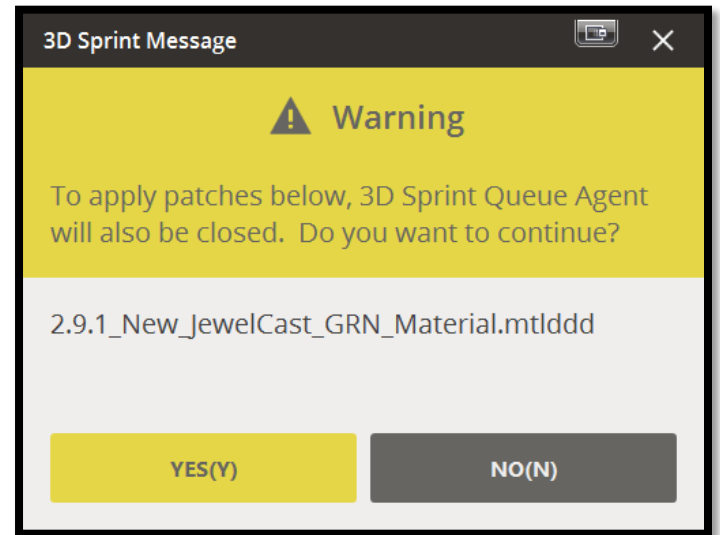 3D Sprint Message
Warning
To apply patches below, 3D Sprint Queue Agent
will also be closed.  Do you want to continue?
2.9.1_New_JewelCast_GRN_Material.mtlddd
YES(Y)
NO(N)